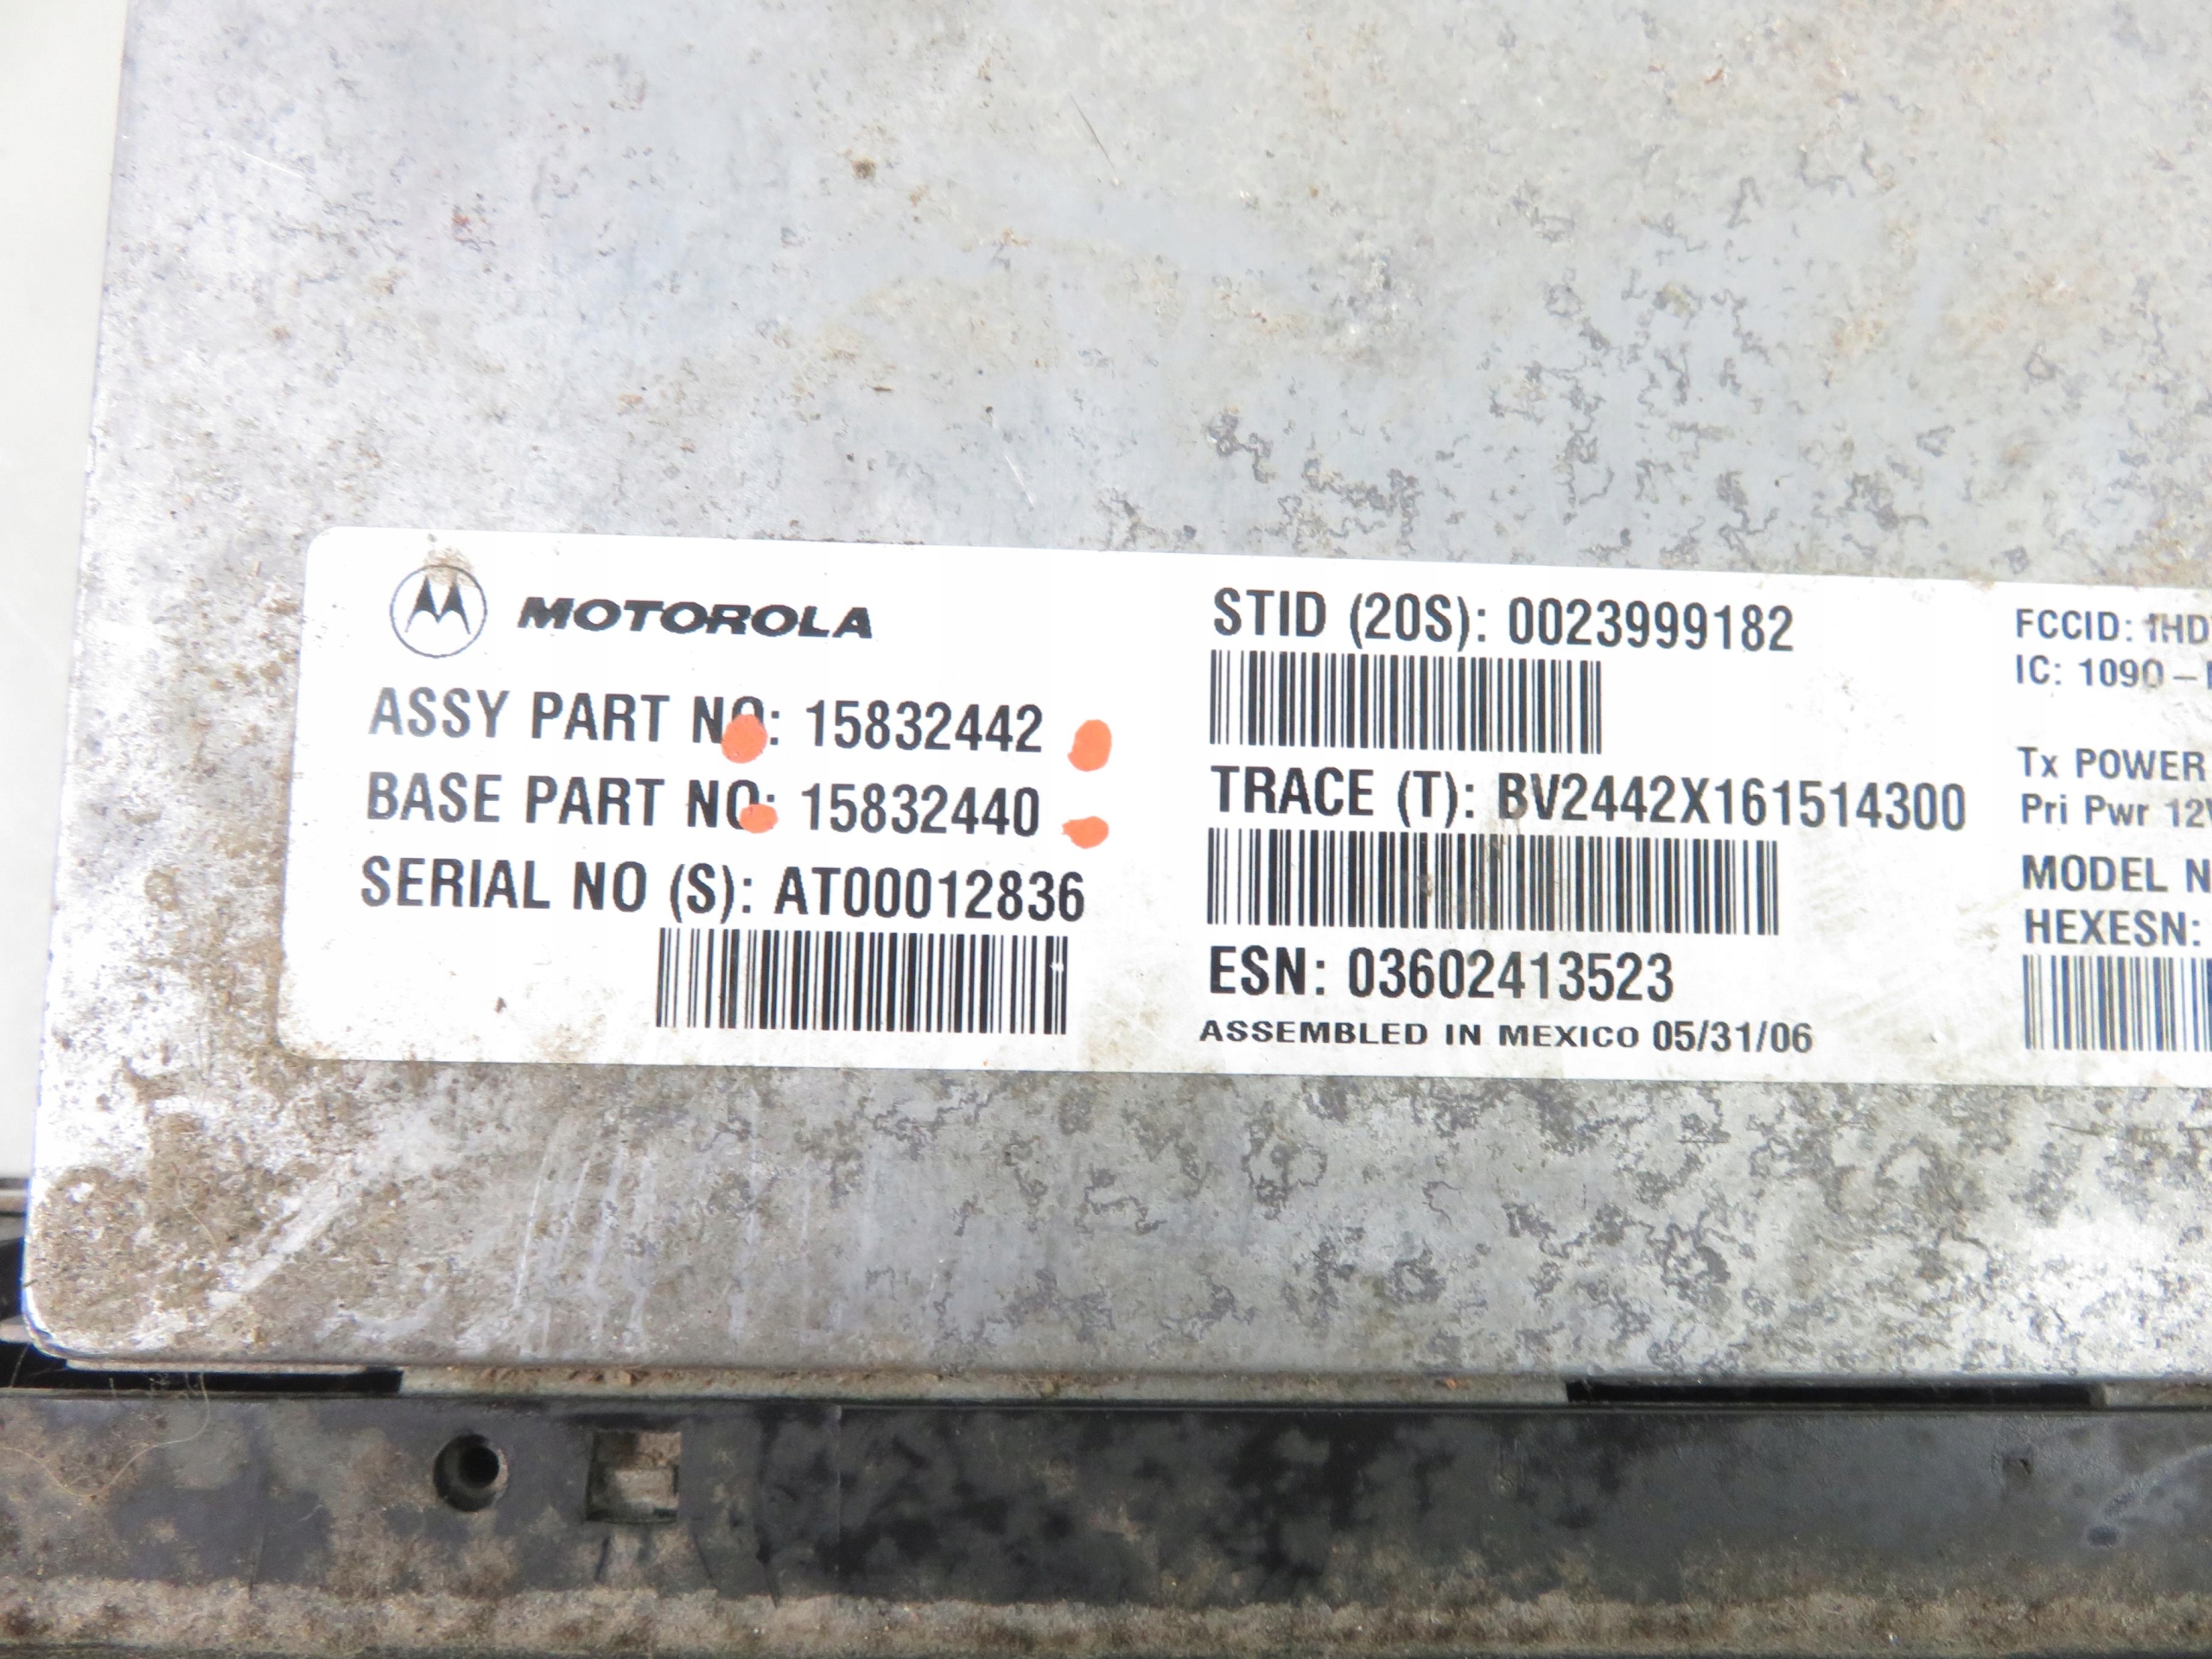 MOTOROLA
ASSY PART NO: 15832442
BASE PART NO: 15832440
SERIAL NO (S): AT00012836
STID (20S): 0023999182
TRACE (T): BV2442X161514300
ESN: 03602413523
ASSEMBLED IN MEXICO 05/31/06
FCCID: IHD
IC: 1090-
Tx POWER
Pri Pwr 12V
MODEL N
HEXESN: